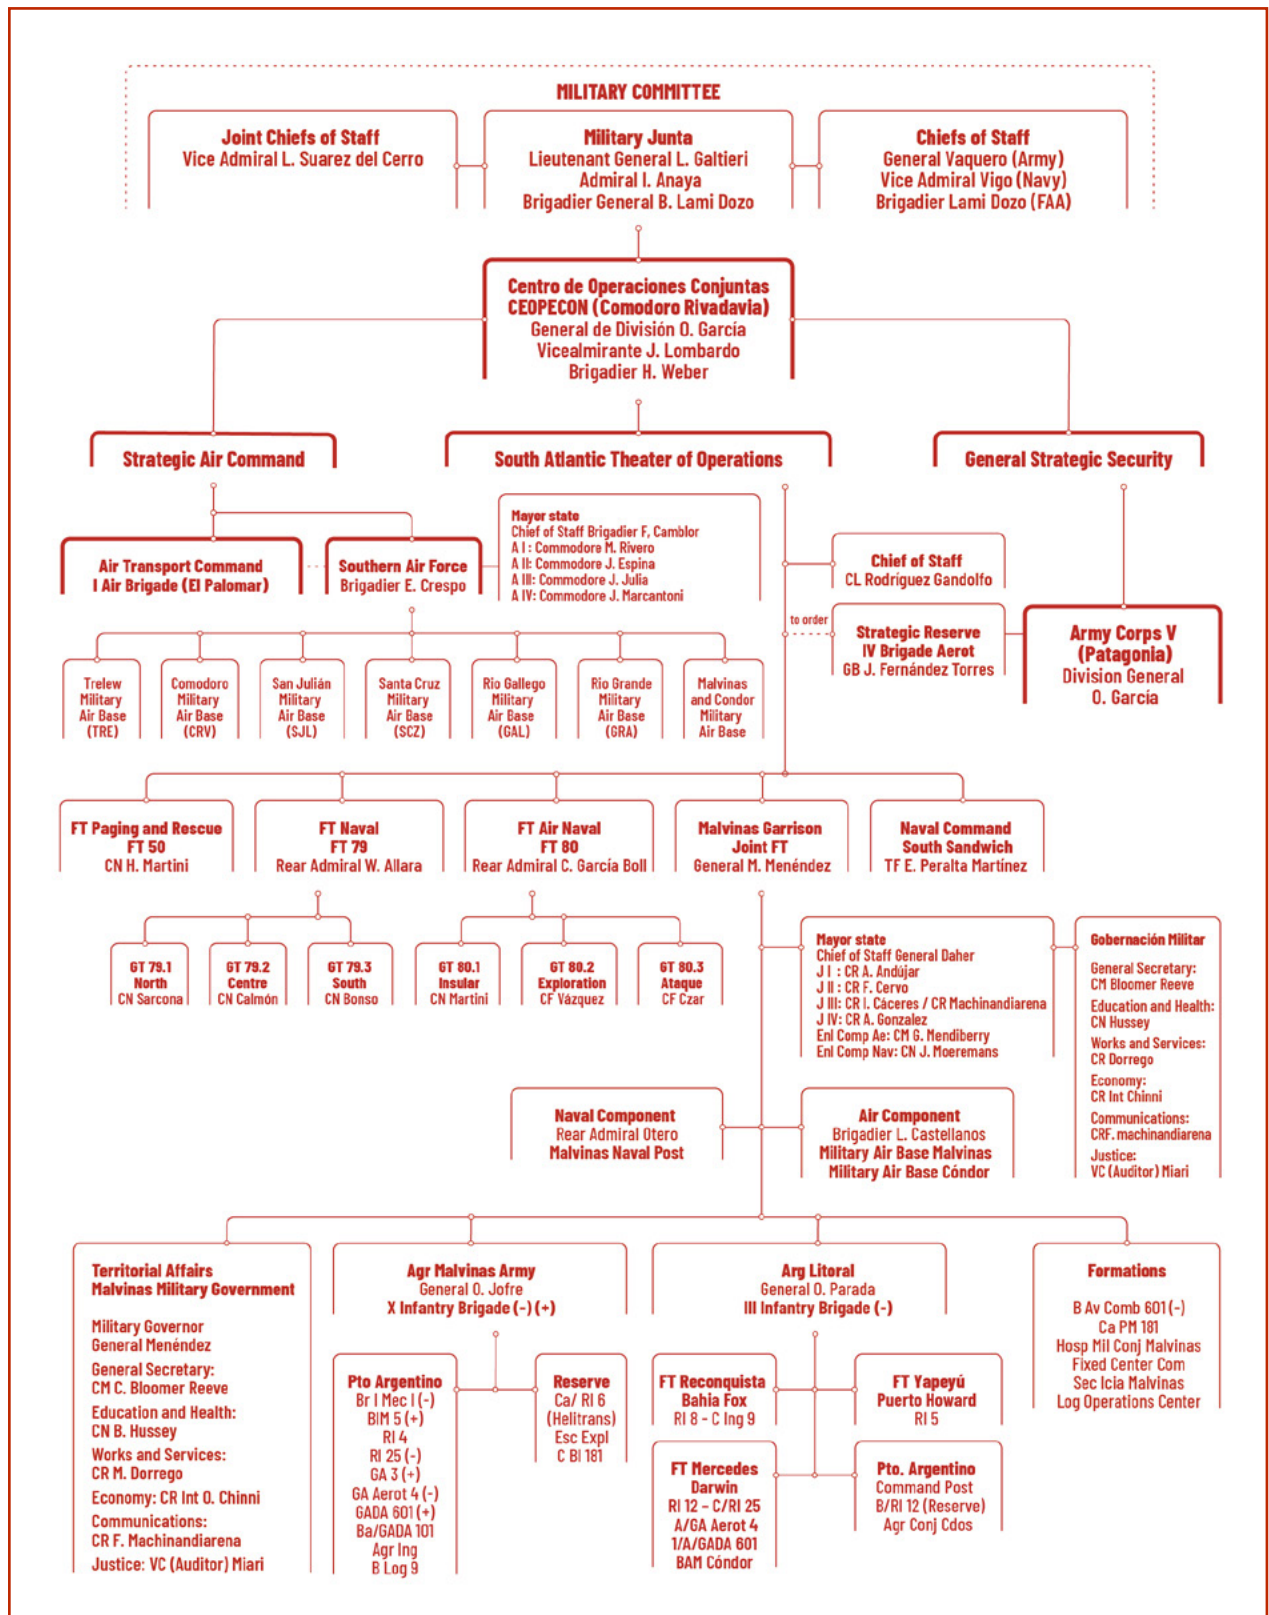 MILITARY COMMITTEE
Joint Chiefs of Staff
Vice Admiral L. Suarez del Cerro
Military Junta
Lieutenant General L. Galtieri
Admiral I. Anaya
Brigadier General B. Lami Dozo
Chiefs of Staff
General Vaquero (Army)
Vice Admiral Vigo (Navy)
Brigadier Lami Dozo (FAA)
Centro de Operaciones Conjuntas
CEOPECON (Comodoro Rivadavia)
General de División O. García
Vicealmirante J. Lombardo
Brigadier H. Weber
Strategic Air Command
South Atlantic Theater of Operations
General Strategic Security
Air Transport Command
I Air Brigade (El Palomar)
Southern Air Force
Brigadier E. Crespo
Mayor state
Chief of Staff Brigadier F, Camblor
A I : Commodore M. Rivero
A II: Commodore J. Espina
A III: Commodore J. Julia
A IV: Commodore J. Marcantoni
Chief of Staff
CL Rodríguez Gandolfo
to order
Strategic Reserve
IV Brigade Aerot
GB J. Fernández Torres
Army Corps V
(Patagonia)
Division General
O. García
Trelew
Military
Air Base
(TRE)
Comodoro
Military
Air Base
(CRV)
San Julián
Military
Air Base
(SJL)
Santa Cruz
Military
Air Base
(SCZ)
Rio Gallego
Military
Air Base
(GAL)
Rio Grande
Military
Air Base
(GRA)
Malvinas
and Condor
Military
Air Base
FT Paging and Rescue
FT 50
CN H. Martini
FT Naval
FT 79
Rear Admiral W. Allara
FT Air Naval
FT 80
Rear Admiral C. García Boll
Malvinas Garrison
Joint FT
General M. Menéndez
Naval Command
South Sandwich
TF E. Peralta Martínez
GT 79.1
North
CN Sarcona
GT 79.2
Centre
CN Calmón
GT 79.3
South
CN Bonso
GT 80.1
Insular
CN Martini
GT 80.2
Exploration
CF Vázquez
GT 80.3
Ataque
CF Czar
Mayor state
Chief of Staff General Daher
J I : CR A. Andújar
J II : CR F. Cervo
J III: CR I. Cáceres / CR Machinandiarena
J IV: CR A. Gonzalez
Enl Comp Ae: CM G. Mendiberry
Enl Comp Nav: CN J. Moeremans
Gobernación Militar
General Secretary:
CM Bloomer Reeve
Education and Health:
CN Hussey
Works and Services:
CR Dorrego
Economy:
CR Int Chinni
Communications:
CRF. machinandiarena
Justice:
VC (Auditor) Miari
Naval Component
Rear Admiral Otero
Malvinas Naval Post
Air Component
Brigadier L. Castellanos
Military Air Base Malvinas
Military Air Base Cóndor
Territorial Affairs
Malvinas Military Government
Military Governor
General Menéndez
General Secretary:
CM C. Bloomer Reeve
Education and Health:
CN B. Hussey
Works and Services:
CR M. Dorrego
Economy: CR Int O. Chinni
Communications:
CR F. Machinandiarena
Justice: VC (Auditor) Miari
Agr Malvinas Army
General O. Jofre
X Infantry Brigade (-) (+)
Pto Argentino
Br I Mec I (-)
BIM 5 (+)
RI 4
RI 25 (-)
GA 3 (+)
GA Aerot 4 (-)
GADA 601 (+)
Ba/GADA 101
Agr Ing
B Log 9
Reserve
Ca/ RI 6
(Helitrans)
Esc Expl
C BI 181
Arg Litoral
General O. Parada
III Infantry Brigade (-)
FT Reconquista
Bahia Fox
RI 8 - C Ing 9
FT Yapeyú
Puerto Howard
RI 5
FT Mercedes
Darwin
RI 12 - C/RI 25
A/GA Aerot 4
1/A/GADA 601
BAM Cóndor
Pto. Argentino
Command Post
B/RI 12 (Reserve)
Agr Conj Cdos
Formations
B Av Comb 601 (-)
Ca PM 181
Hosp Mil Conj Malvinas
Fixed Center Com
Sec Icia Malvinas
Log Operations Center